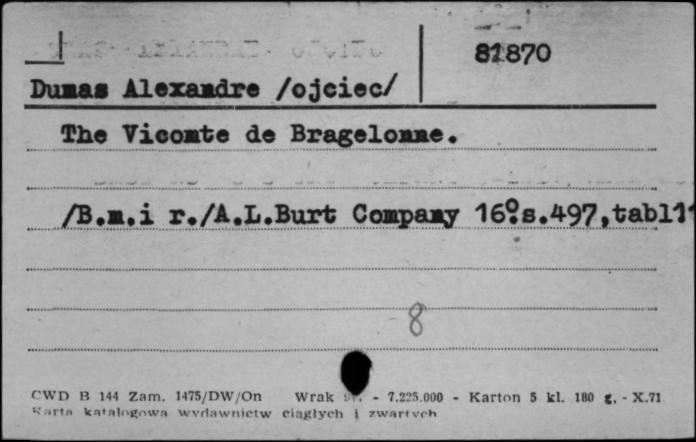 81870
Dumas Alexandre /ojciec/
The Vicomte de Bragelonne.
/B.m.i r./A.L.Burt Company 16°.s.497,tabl11
8
CWD B 144 Zam. 1475/DW/On Wrak - 7.225.000 - Karton 5 kl. 180 g. - X.71
Karta katalogowa wydawnictw ciągłych i zwartych